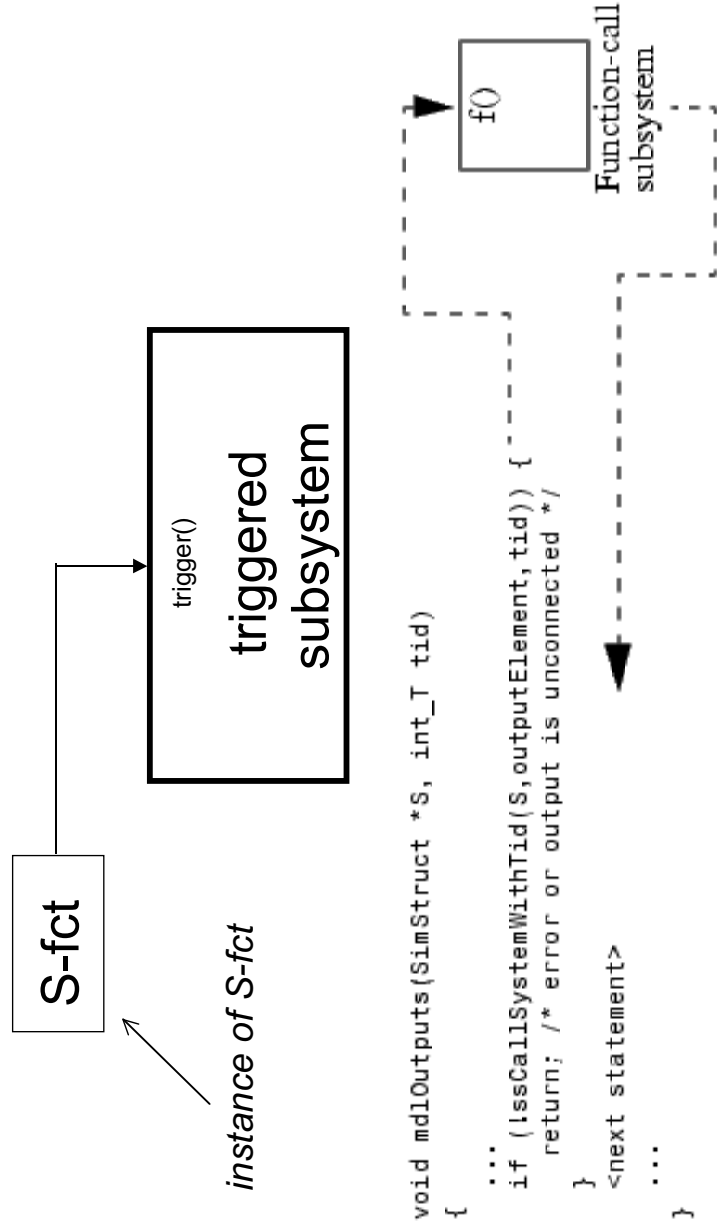 S-fct
instance of S-fct
trigger()
triggered
subsystem
void mdlOutputs(SimStruct *S, int_T tid)
{
...
if (!ssCallSystemWithTid(S,outputElement,tid)) {
return; /* error or output is unconnected */
}
<next statement>
...
}
f()
Function-call
subsystem